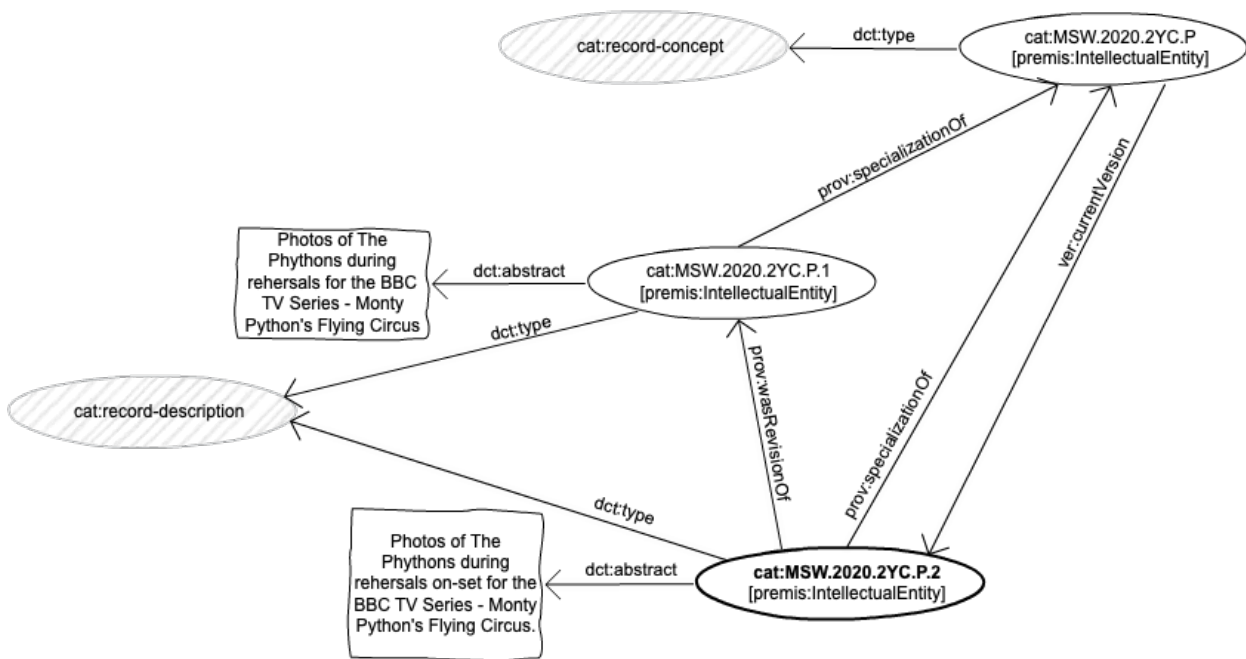 cat:record-concept
dct:type
cat:MSW.2020.2YC.P
[premis:IntellectualEntity]
prov:specializationOf
ver:currentVersion
Photos of The
Phythons during
rehersals for the BBC
TV Series - Monty
Python's Flying Circus
dct:abstract
cat:MSW.2020.2YC.P.1
[premis:IntellectualEntity]
dct:type
cat:record-description
prov:wasRevisionOf
prov:specializationOf
dct:type
Photos of The
Phythons during
rehersals on-set for the
BBC TV Series - Monty
Python's Flying Circus.
dct:abstract
cat:MSW.2020.2YC.P.2
[premis:IntellectualEntity]